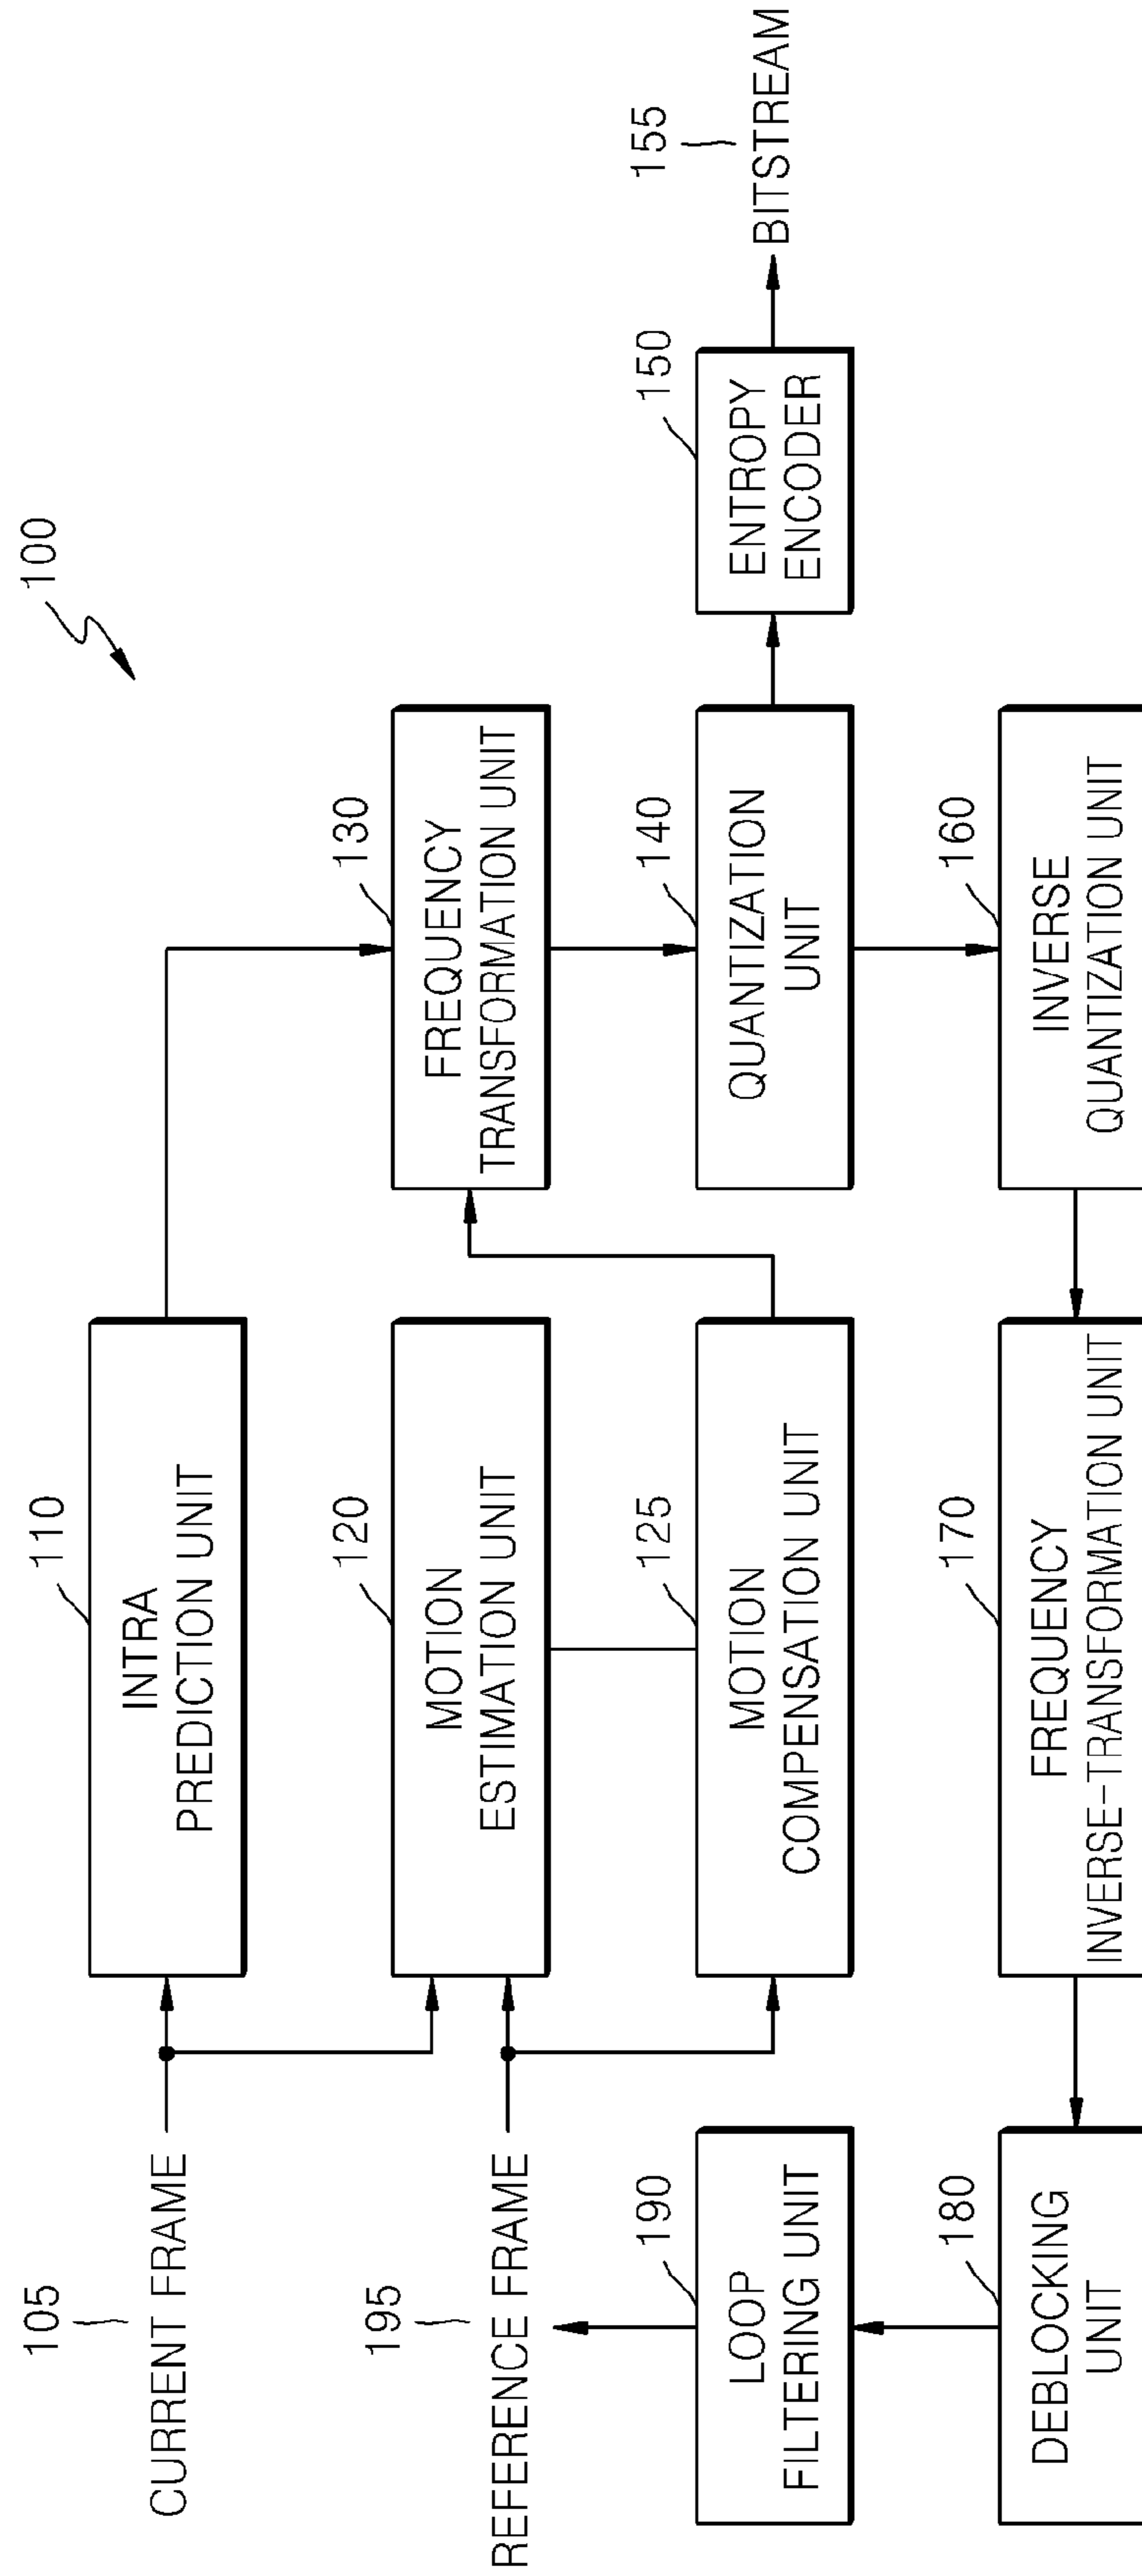 100
105
CURRENT FRAME
110
INTRA
PREDICTION UNIT
195
REFERENCE FRAME
120
MOTION
ESTIMATION UNIT
130
FREQUENCY
TRANSFORMATION UNIT
190
LOOP
FILTERING UNIT
125
MOTION
COMPENSATION UNIT
140
QUANTIZATION
UNIT
150
ENTROPY
ENCODER
155
BITSTREAM
180
DEBLOCKING
UNIT
170
FREQUENCY
INVERSE-TRANSFORMATION UNIT
160
INVERSE
QUANTIZATION UNIT